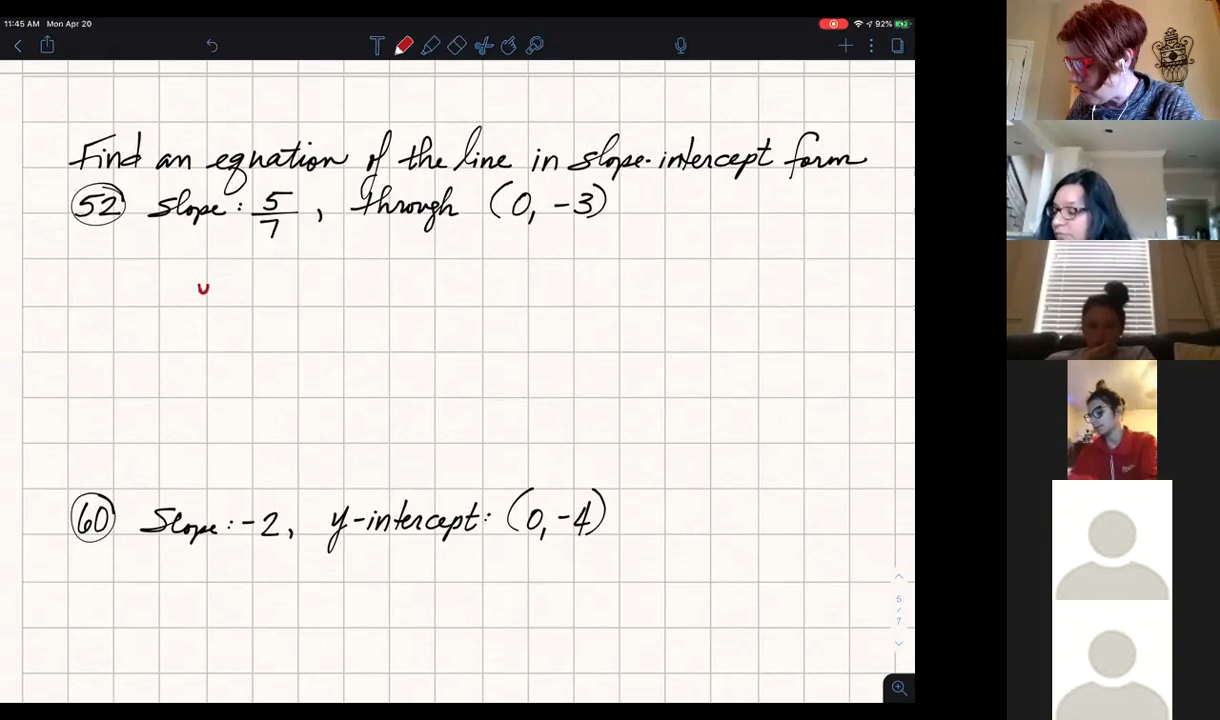 11:45 AM Mon Apr 20
92%
T
Find an equation of the line in slope-intercept form
52 Slope: 5/7, through (0, -3)
60 Slope: -2, y-intercept: (0, -4)
5
/
7